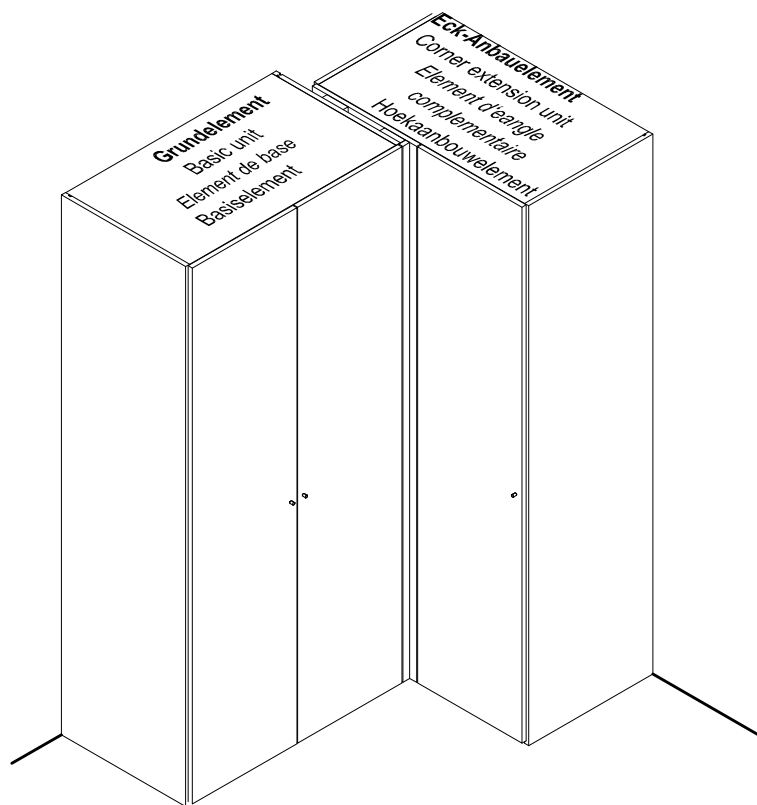 Grundelement
Basic unit
Element de base
Basiselement
Eck-Anbauelement
Corner extension unit
Element d'eangle
complementaire
Hoekaanbouwelement